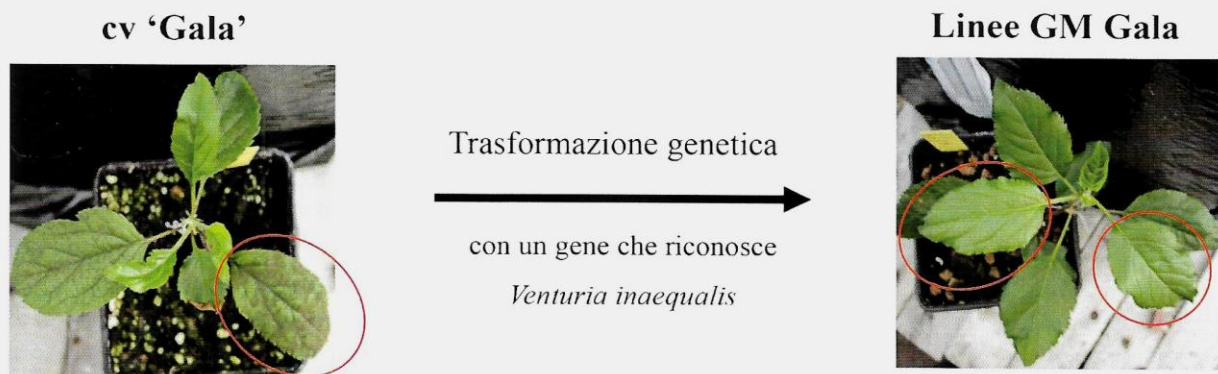 cv ‘Gala’
Linee GM Gala
Trasformazione genetica
con un gene che riconosce
Venturia inaequalis